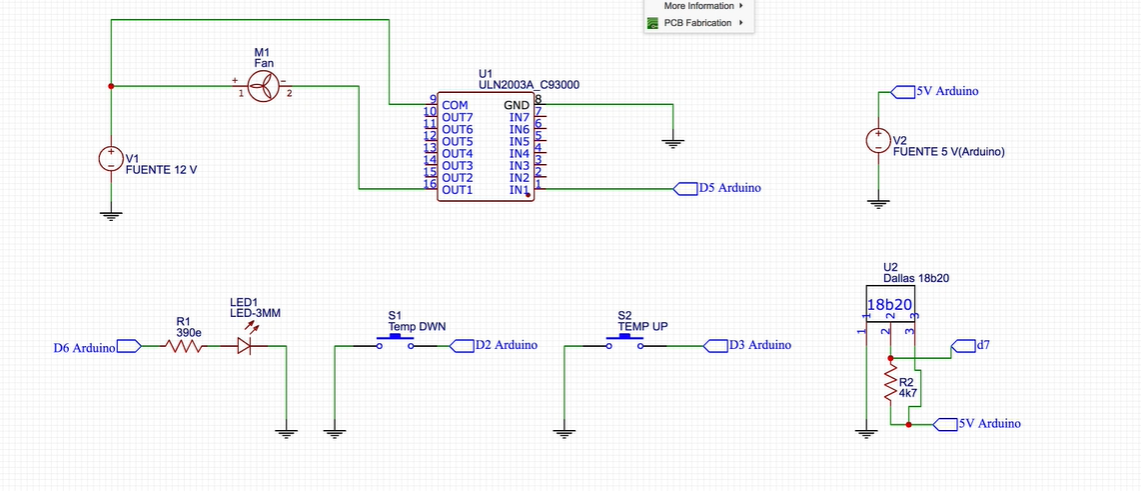 More Information
PCB Fabrication
M1
Fan
+
1
−
2
U1
ULN2003A_C93000
9 COM GND 8
10 OUT7 IN7 7
11 OUT6 IN6 6
12 OUT5 IN5 5
13 OUT4 IN4 4
14 OUT3 IN3 3
15 OUT2 IN2 2
16 OUT1 IN1 1
D5 Arduino
V1
FUENTE 12 V
5V Arduino
V2
FUENTE 5 V(Arduino)
D6 Arduino
R1
390e
LED1
LED-3MM
S1
Temp DWN
D2 Arduino
S2
TEMP UP
D3 Arduino
U2
Dallas 18b20
18b20
1 2 3
1 2 3
d7
R2
4k7
5V Arduino